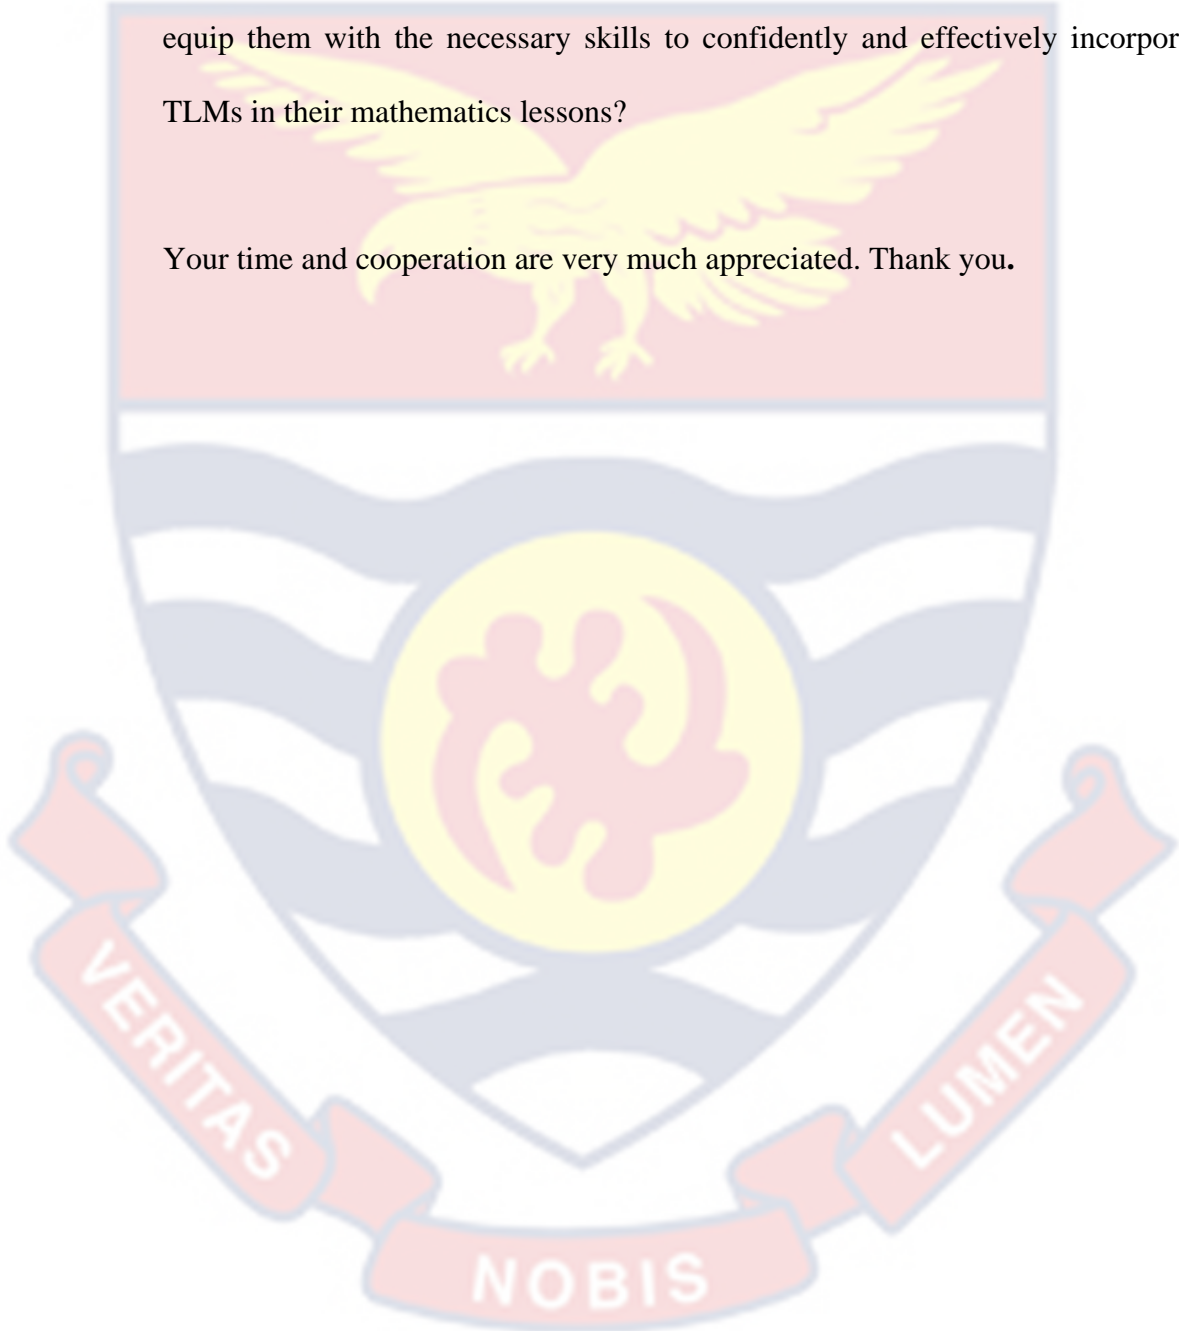 equip them with the necessary skills to confidently and effectively incorpor
TLMs in their mathematics lessons?
Your time and cooperation are very much appreciated. Thank you.
VERITAS
NOBIS
LUMEN